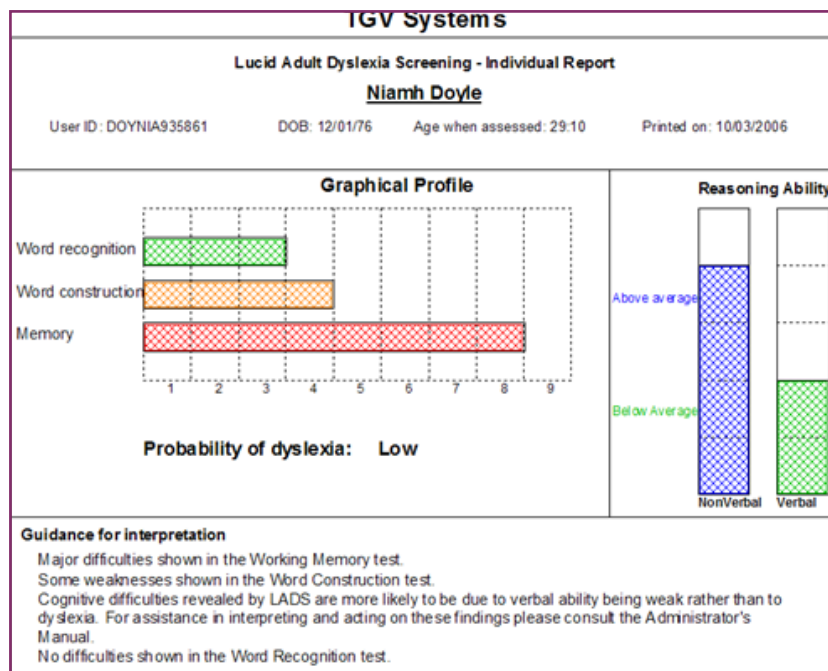 TGV Systems
Lucid Adult Dyslexia Screening - Individual Report
Niamh Doyle
User ID: DOYNIA935861 DOB: 12/01/76 Age when assessed: 29:10 Printed on: 10/03/2006
Graphical Profile
Word recognition
Word construction
Memory
1 2 3 4 5 6 7 8 9
Probability of dyslexia: Low
Reasoning Ability
Above average
Below Average
NonVerbal Verbal
Guidance for interpretation
Major difficulties shown in the Working Memory test.
Some weaknesses shown in the Word Construction test.
Cognitive difficulties revealed by LADS are more likely to be due to verbal ability being weak rather than to
dyslexia. For assistance in interpreting and acting on these findings please consult the Administrator's
Manual.
No difficulties shown in the Word Recognition test.